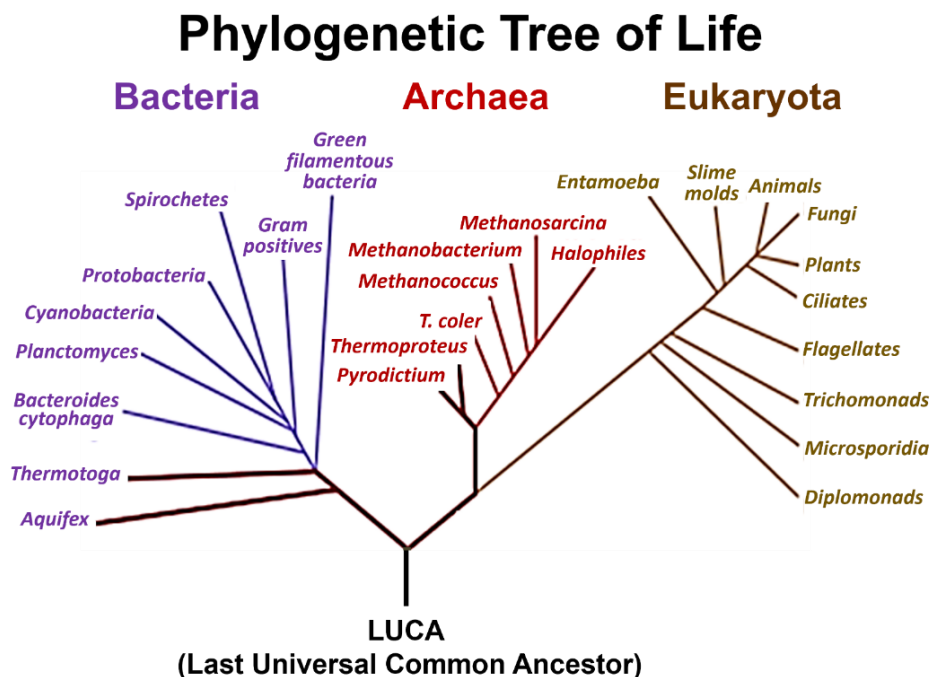 Phylogenetic Tree of Life
Bacteria
Archaea
Eukaryota
Green
filamentous
bacteria
Spirochetes
Gram
positives
Protobacteria
Cyanobacteria
Planctomyces
Bacteroides
cytophaga
Thermotoga
Aquifex
Methanosarcina
Methanobacterium
Halophiles
Methanococcus
T. coler
Thermoproteus
Pyrodictium
Entamoeba
Slime
molds
Animals
Fungi
Plants
Ciliates
Flagellates
Trichomonads
Microsporidia
Diplomonads
LUCA
(Last Universal Common Ancestor)